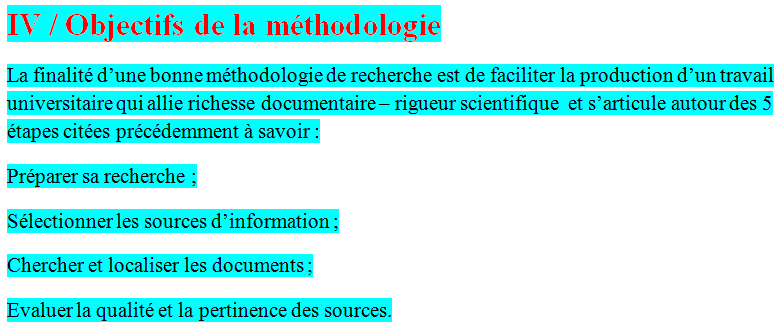 IV / Objectifs de la méthodologie
La finalité d’une bonne méthodologie de recherche est de faciliter la production d’un travail
universitaire qui allie richesse documentaire – rigueur scientifique et s’articule autour des 5
étapes citées précédemment à savoir :
Préparer sa recherche ;
Sélectionner les sources d’information ;
Chercher et localiser les documents ;
Evaluer la qualité et la pertinence des sources.